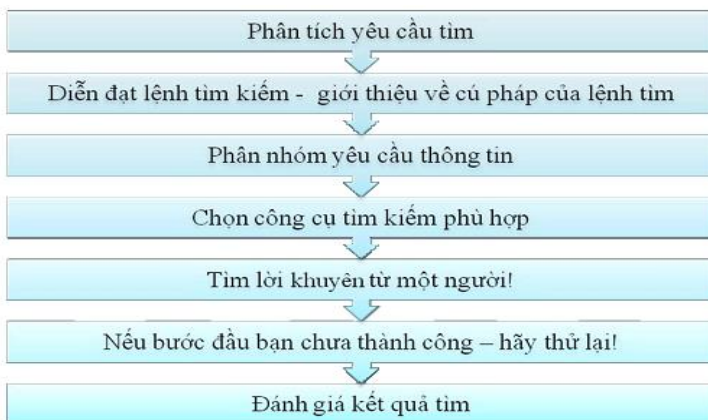 Phân tích yêu cầu tìm
Diễn đạt lệnh tìm kiếm - giới thiệu về cú pháp của lệnh tìm
Phân nhóm yêu cầu thông tin
Chọn công cụ tìm kiếm phù hợp
Tìm lời khuyên từ một người!
Nếu bước đầu bạn chưa thành công – hãy thử lại!
Đánh giá kết quả tìm